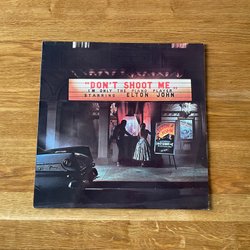 "DON'T SHOOT ME
I'M ONLY THE PIANO PLAYER"
STARRING ELTON JOHN